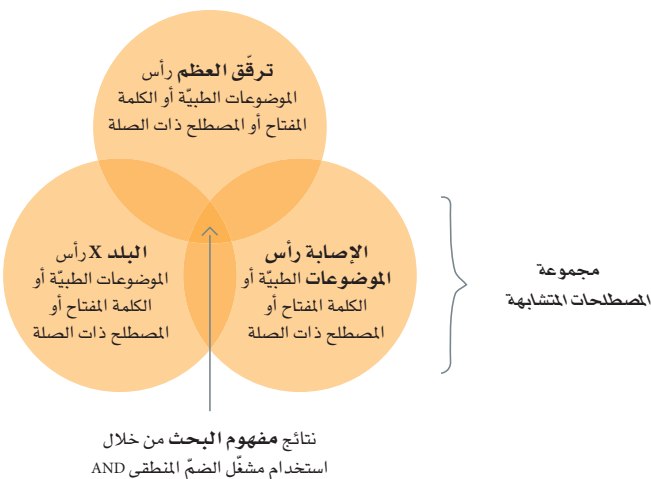 ترقّق العظم رأس
الموضوعات الطبيّة أو الكلمة
المفتاح أو المصطلح ذات الصلة
الإصابة رأس
الموضوعات الطبيّة أو
الكلمة المفتاح أو
المصطلح ذات الصلة
البلد X رأس
الموضوعات الطبيّة أو
الكلمة المفتاح أو
المصطلح ذات الصلة
مجموعة
المصطلحات المتشابهة
نتائج مفهوم البحث من خلال
استخدام مشغّل الضمّ المنطقي AND